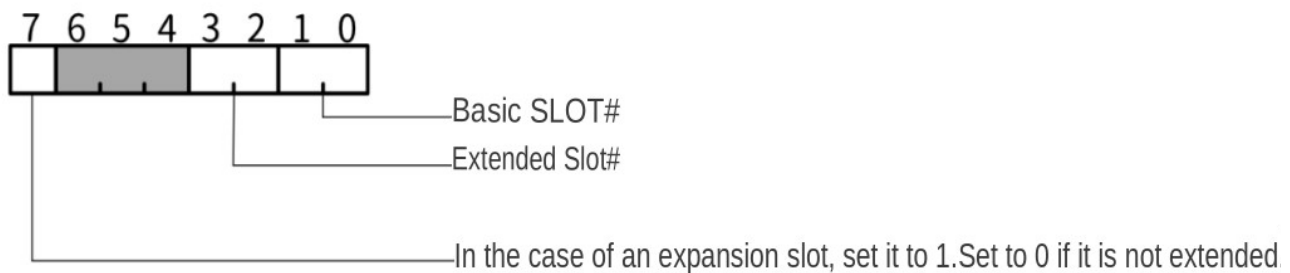 7 6 5 4 3 2 1 0
Basic SLOT#
Extended Slot#
In the case of an expansion slot, set it to 1.Set to 0 if it is not extended.